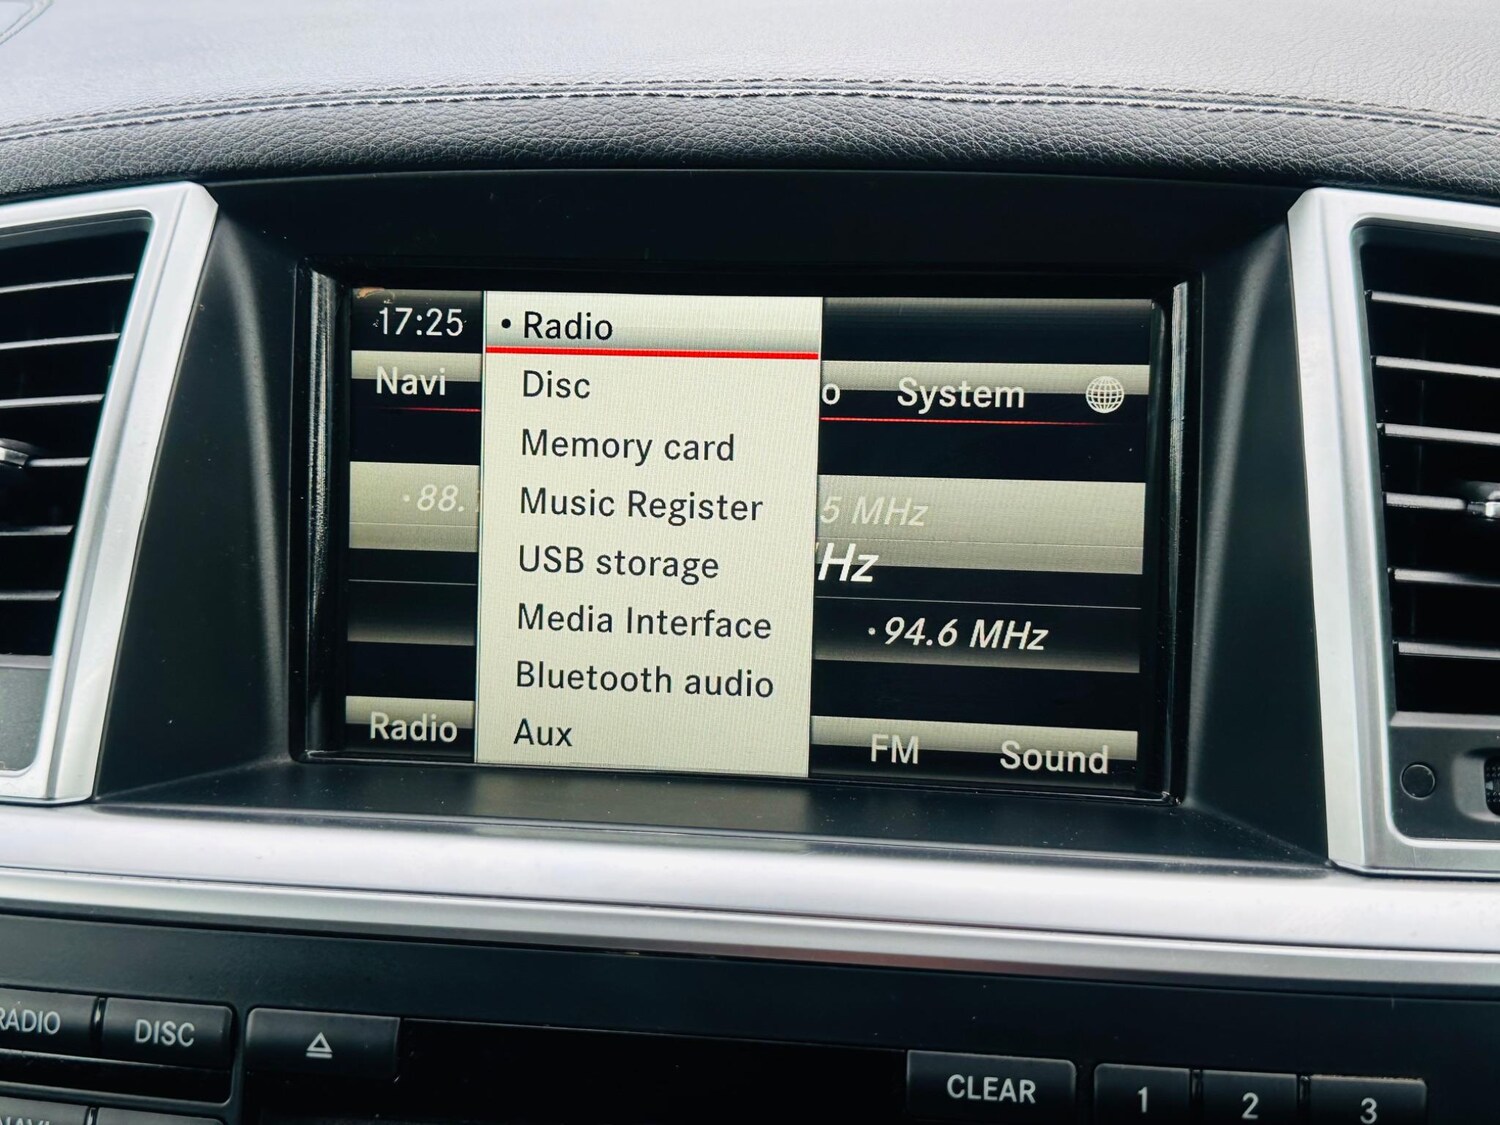 17:25
• Radio
Disc
Memory card
Music Register
USB storage
Media Interface
Bluetooth audio
Aux
Navi
o
System
·88.
5 MHz
Hz
·94.6 MHz
Radio
FM
Sound
RADIO
DISC
CLEAR
1
2
3